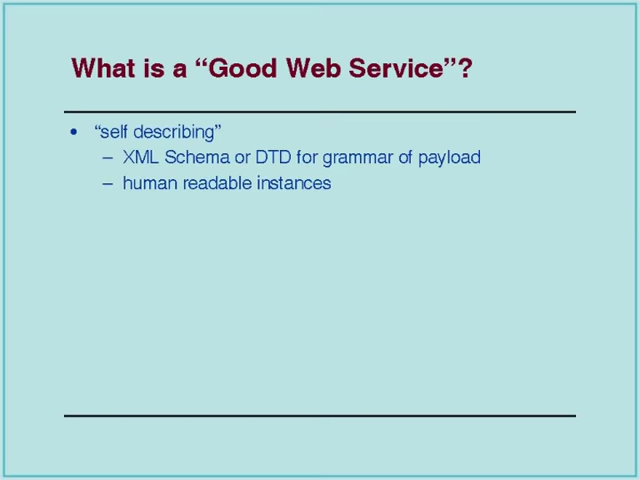 What is a “Good Web Service”?
• “self describing”
– XML Schema or DTD for grammar of payload
– human readable instances